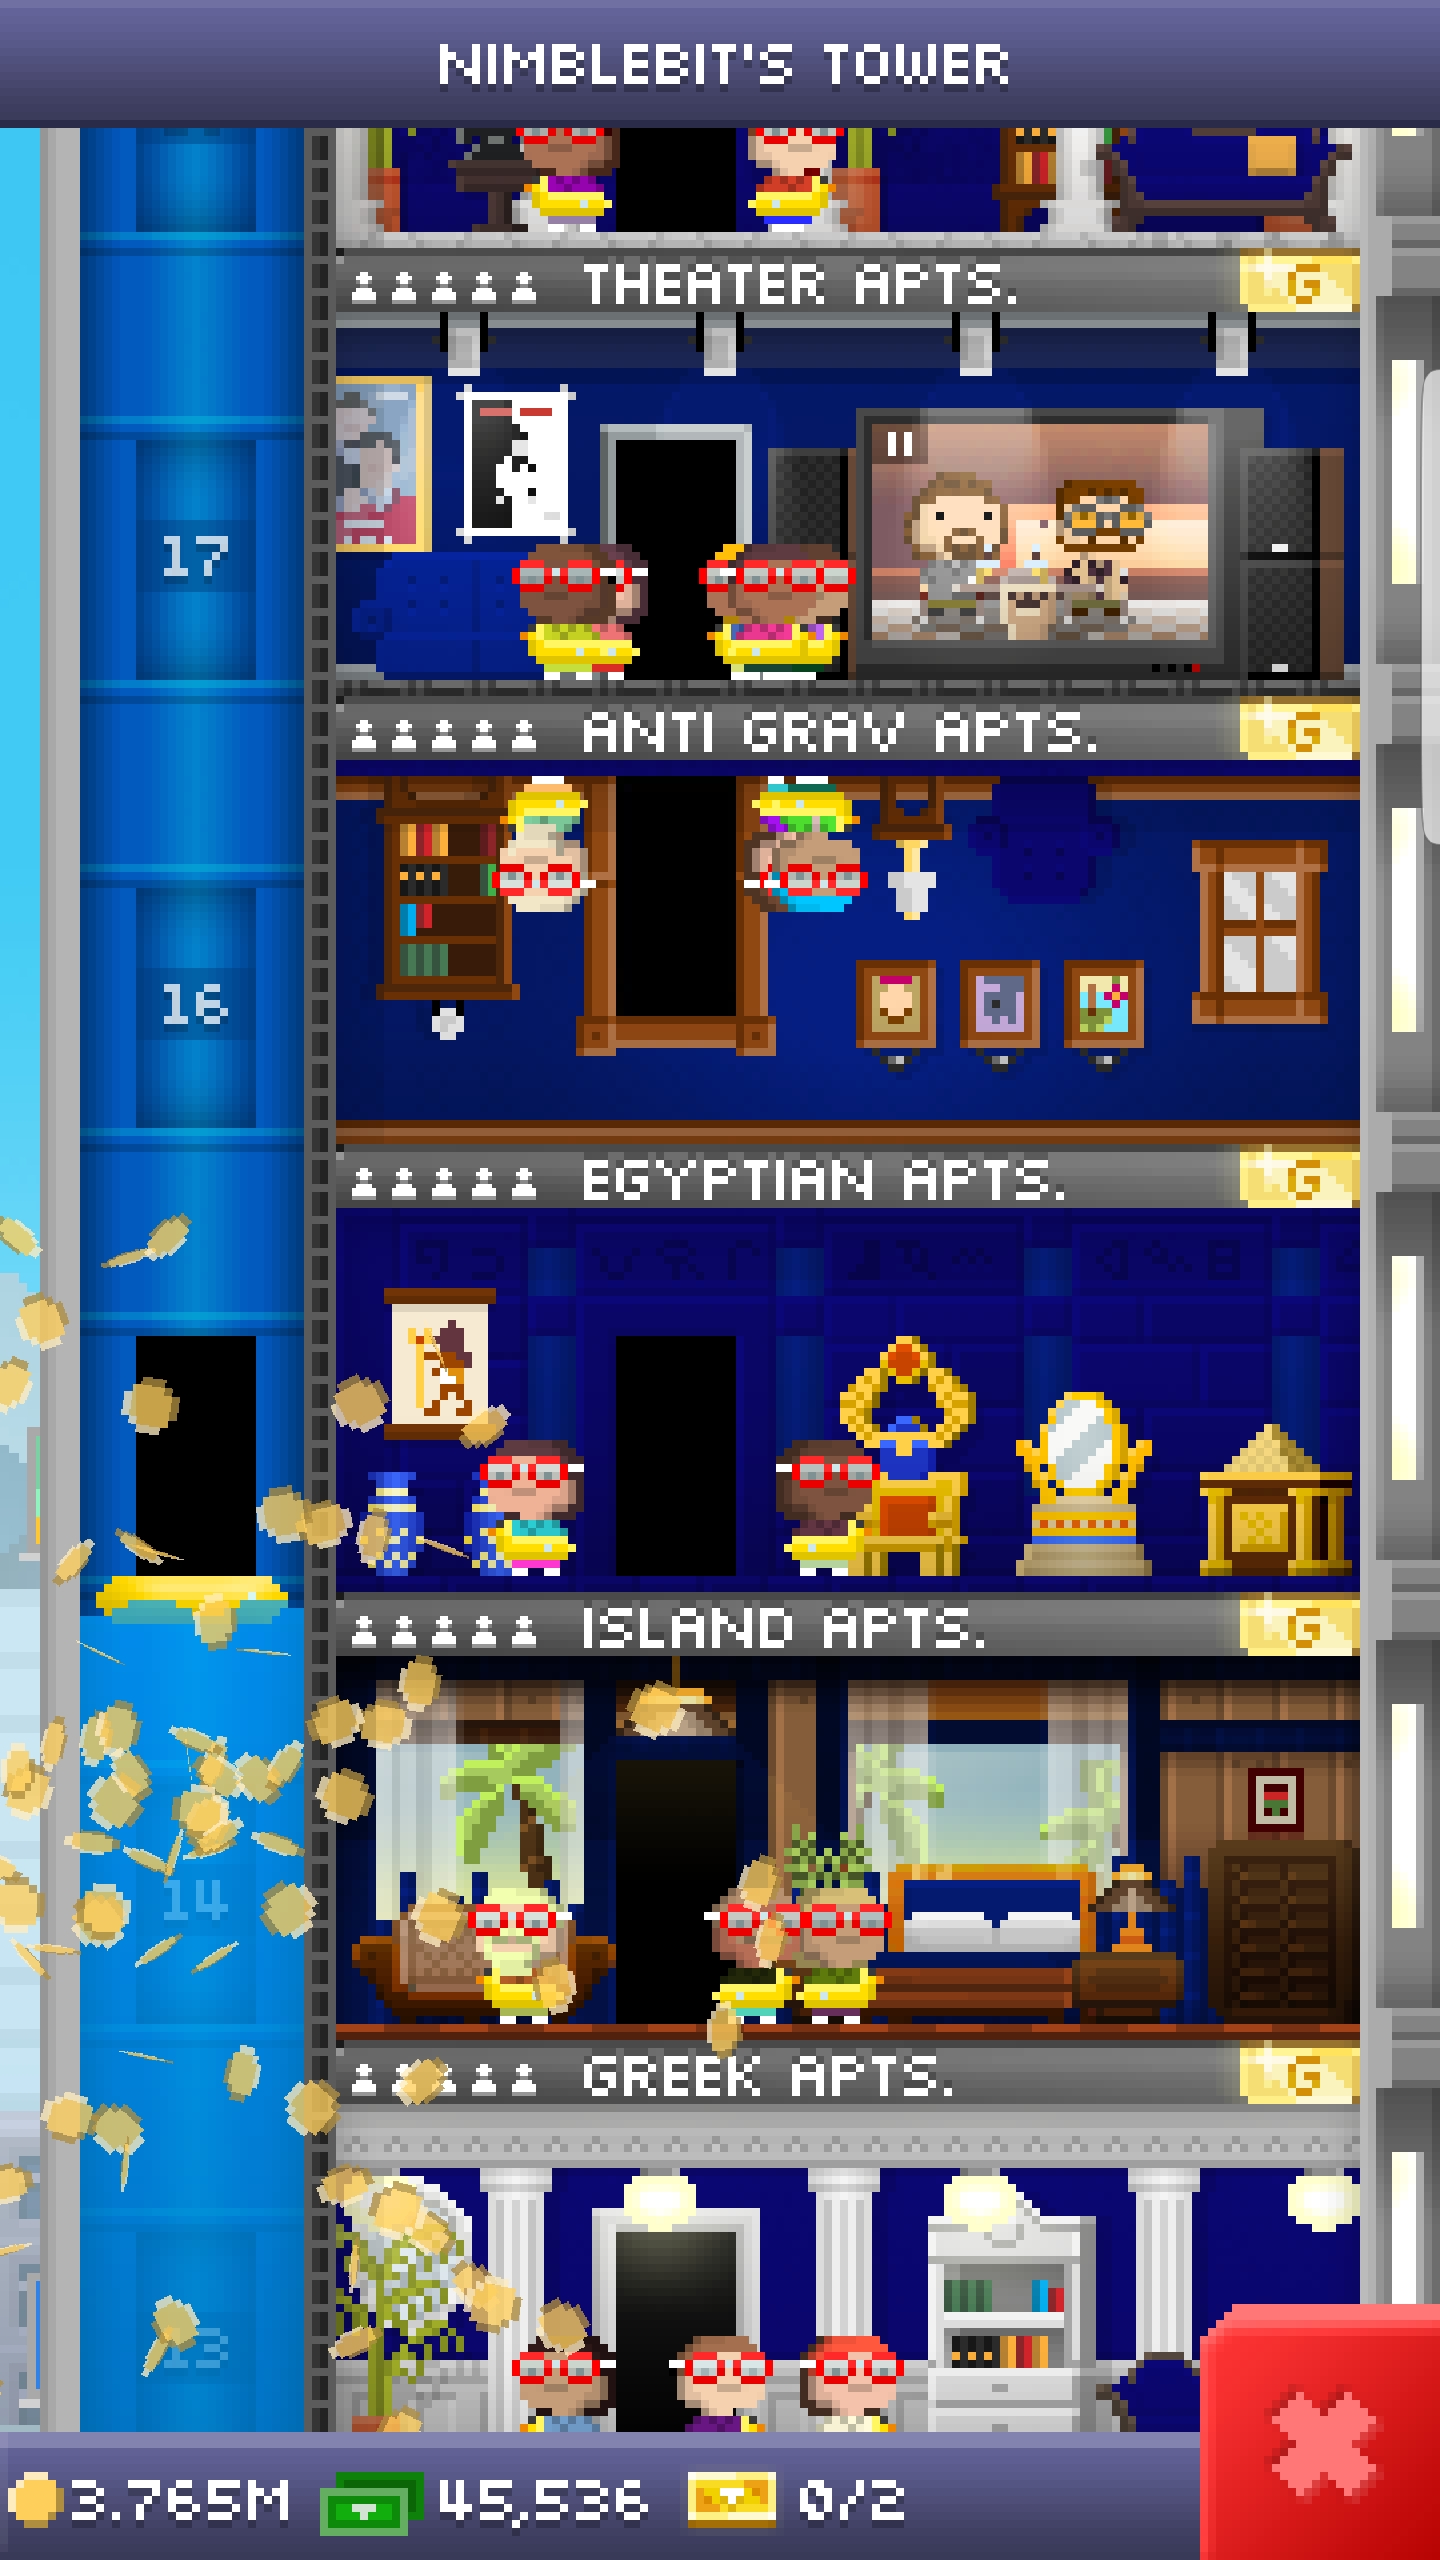 NIMBLEBIT'S TOWER
THEATER APTS. G
17
ANTI GRAV APTS. G
16
EGYPTIAN APTS. G
ISLAND APTS. G
14
GREEK APTS. G
13
3.765M 45,536 0/2